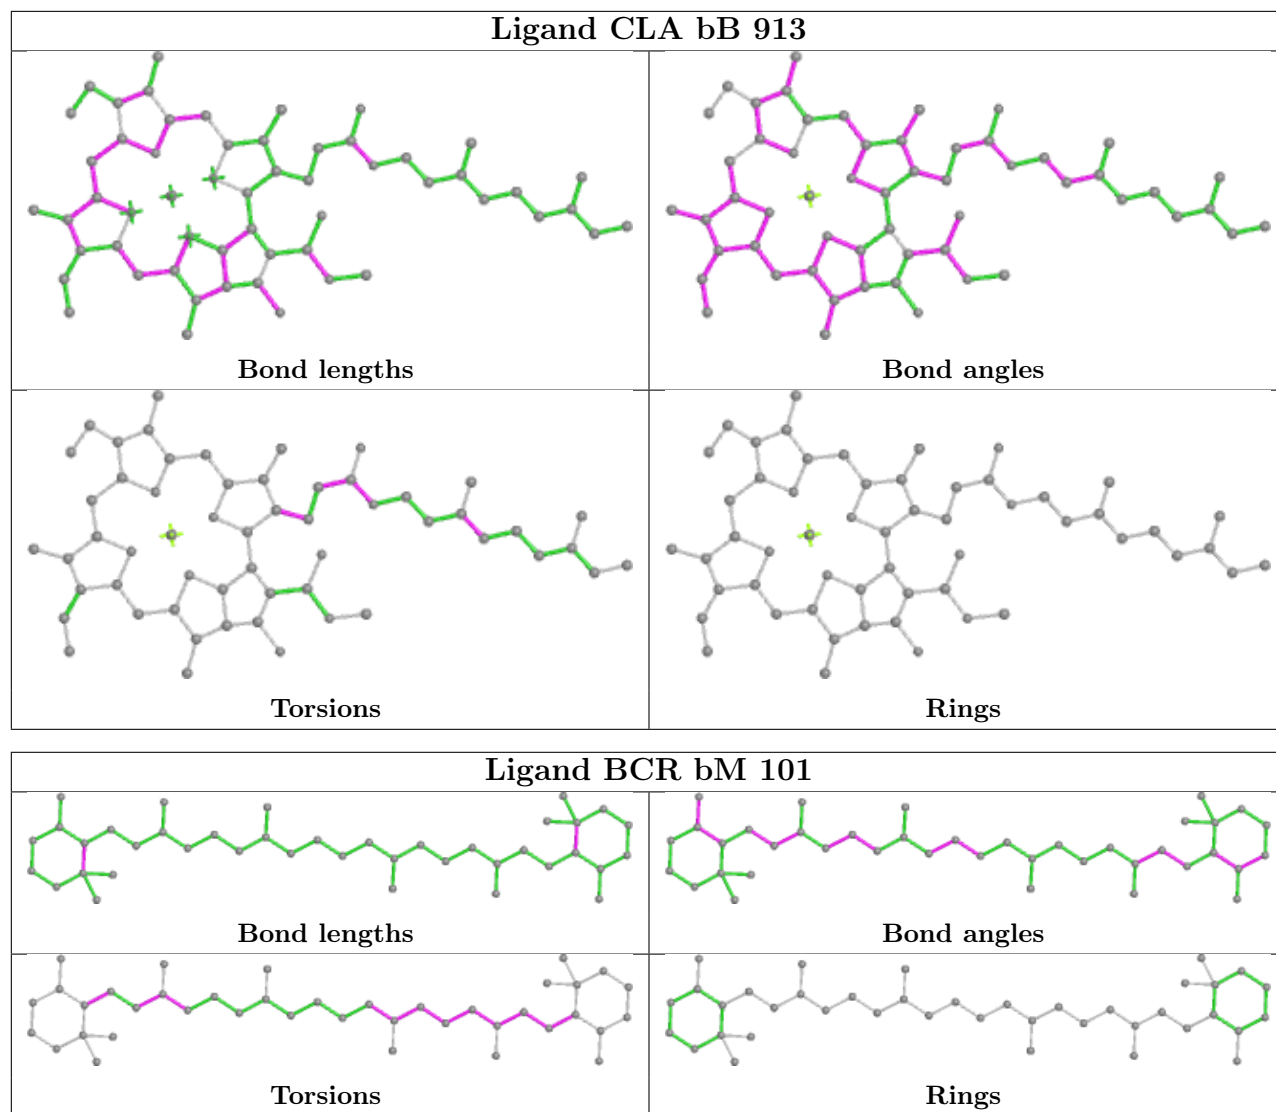 Ligand CLA bB 913
Bond lengths
Bond angles
Torsions
Rings
Ligand BCR bM 101
Bond lengths
Bond angles
Torsions
Rings